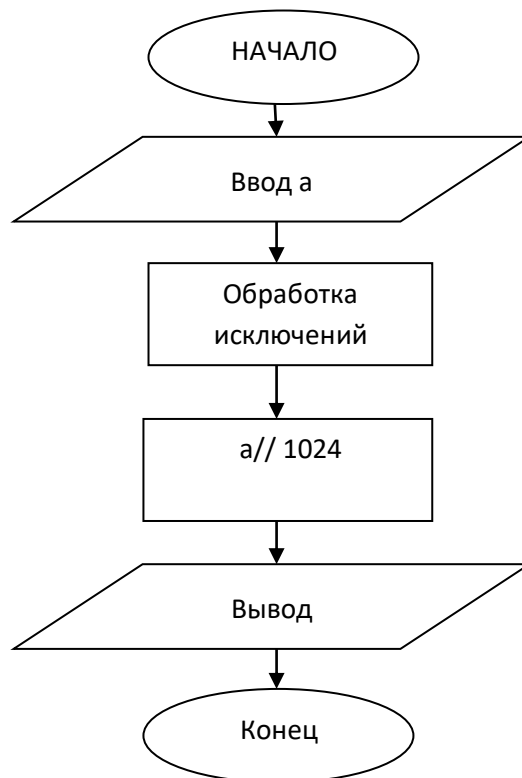 НАЧАЛО
Ввод а
Обработка
исключений
а// 1024
Вывод
Конец